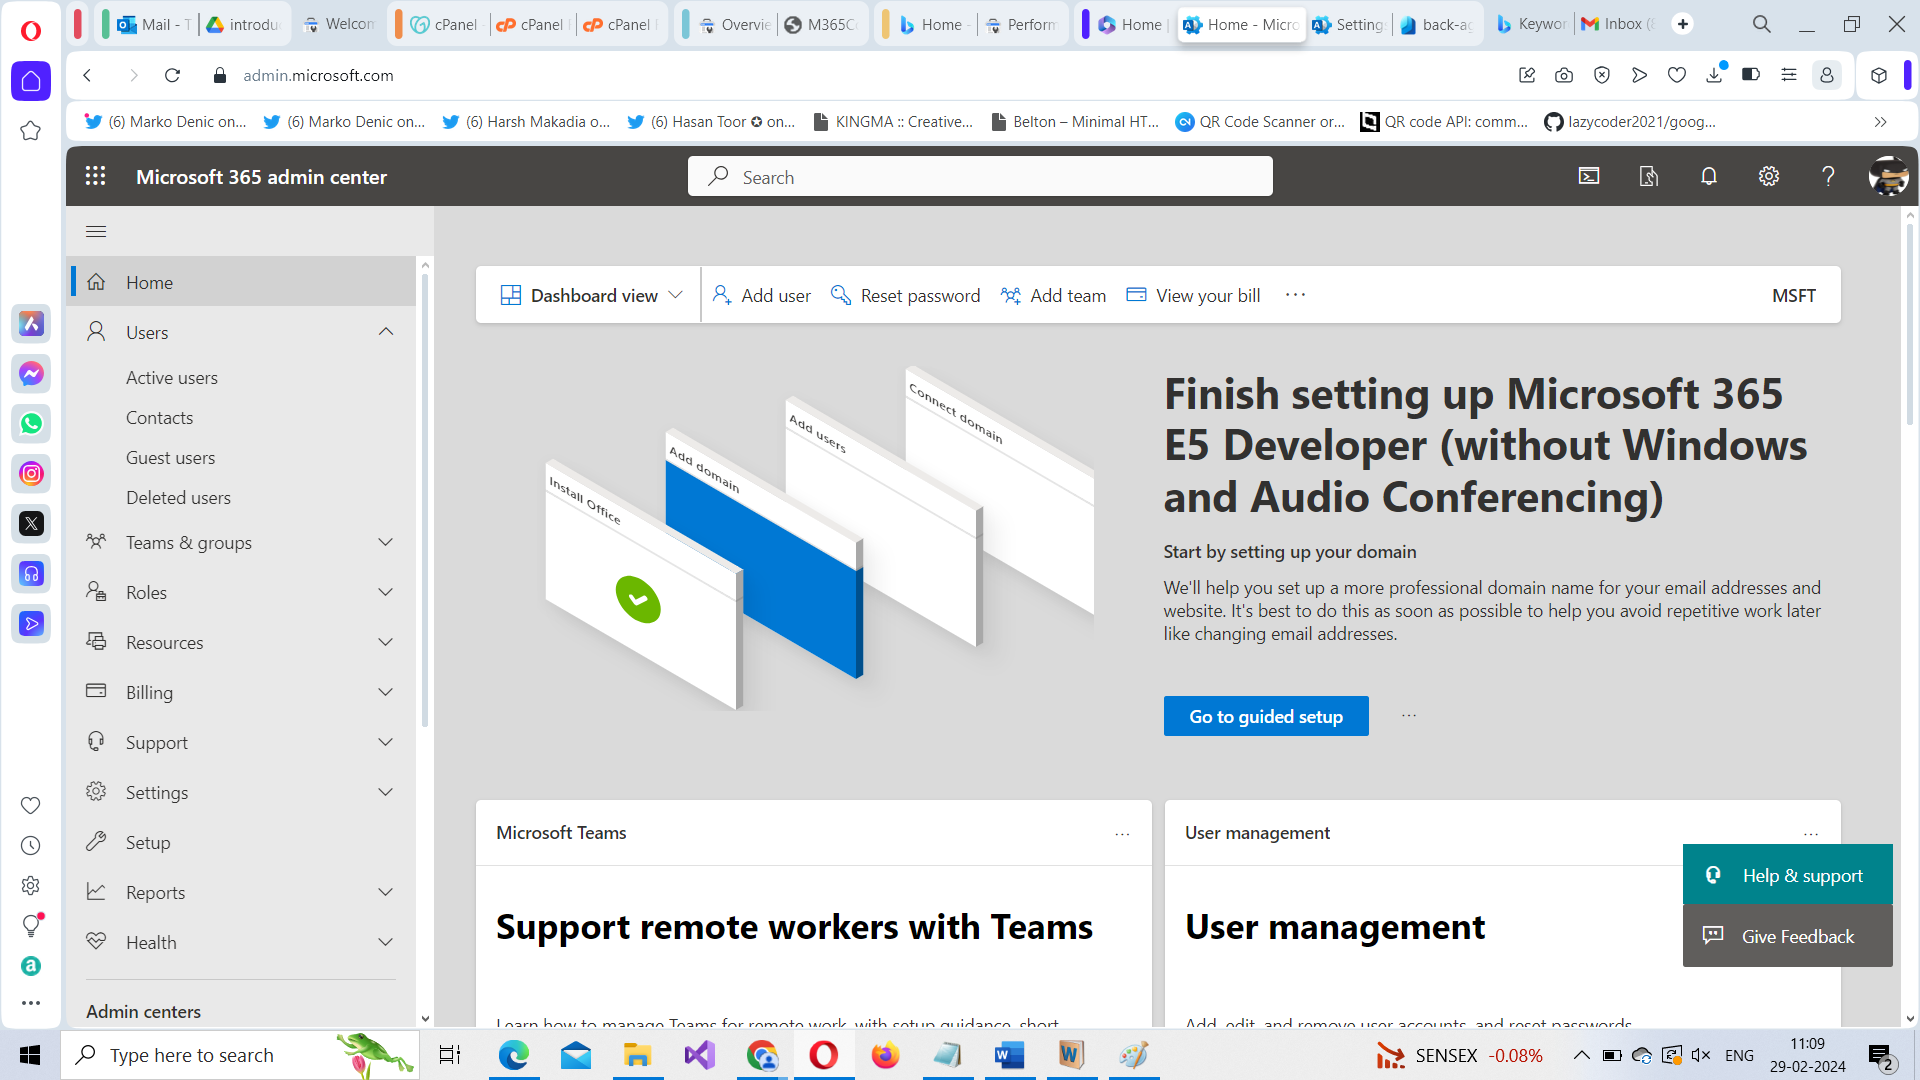 Mail - T
introduc
Welcom
cPanel -
cPanel F
cPanel F
Overvie
M365Co
Home -
Perform
Home |
Home - Micro
Settings
back-ag
Keywor
Inbox (8
admin.microsoft.com
(6) Marko Denic on...
(6) Marko Denic on...
(6) Harsh Makadia o...
(6) Hasan Toor ✪ on...
KINGMA :: Creative...
Belton – Minimal HT...
QR Code Scanner or...
QR code API: comm...
lazycoder2021/goog...
Microsoft 365 admin center
Search
Home
Users
Active users
Contacts
Guest users
Deleted users
Teams & groups
Roles
Resources
Billing
Support
Settings
Setup
Reports
Health
Admin centers
Dashboard view
Add user
Reset password
Add team
View your bill
MSFT
Install Office
Add domain
Add users
Connect domain
Finish setting up Microsoft 365
E5 Developer (without Windows
and Audio Conferencing)
Start by setting up your domain
We'll help you set up a more professional domain name for your email addresses and
website. It's best to do this as soon as possible to help you avoid repetitive work later
like changing email addresses.
Go to guided setup
Microsoft Teams
Support remote workers with Teams
Learn how to manage Teams for remote work, with setup guidance, short
User management
User management
Add, edit, and remove user accounts, and reset passwords.
Help & support
Give Feedback
Type here to search
SENSEX -0.08%
ENG
11:09
29-02-2024
2